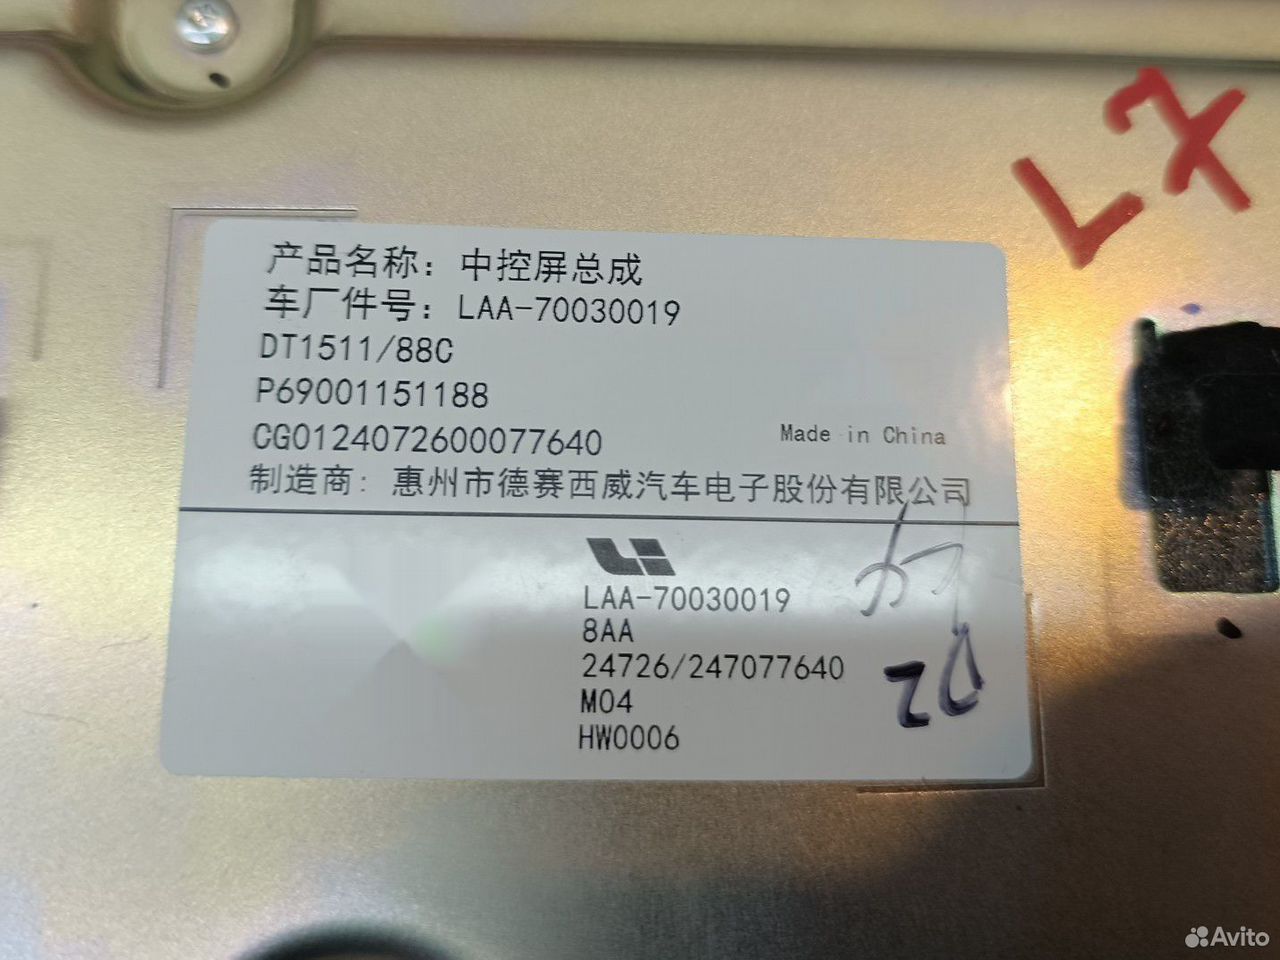 L7
产品名称: 中控屏总成
车厂件号: LAA-70030019
DT1511/88C
P69001151188
CG0124072600077640
Made in China
制造商: 惠州市德赛西威汽车电子股份有限公司
LAA-70030019
8AA
24726/247077640
M04
HW0006
20
Avito